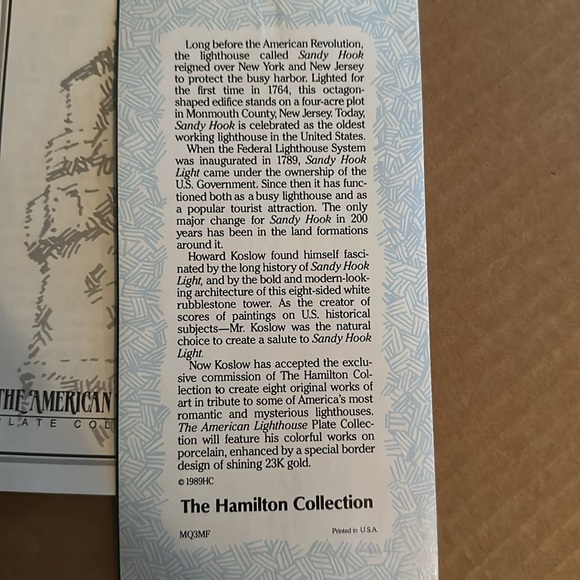 Long before the American Revolution,
the lighthouse called Sandy Hook
reigned over New York and New Jersey
to protect the busy harbor. Lighted for
the first time in 1764, this octagon-
shaped edifice stands on a four-acre plot
in Monmouth County, New Jersey. Today,
Sandy Hook is celebrated as the oldest
working lighthouse in the United States.
When the Federal Lighthouse System
was inaugurated in 1789, Sandy Hook
Light came under the ownership of the
U.S. Government. Since then it has func-
tioned both as a busy lighthouse and as
a popular tourist attraction. The only
major change for Sandy Hook in 200
years has been in the land formations
around it.
Howard Koslow found himself fasci-
nated by the long history of Sandy Hook
Light, and by the bold and modern-look-
ing architecture of this eight-sided white
rubblestone tower. As the creator of
scores of paintings on U.S. historical
subjects—Mr. Koslow was the natural
choice to create a salute to Sandy Hook
Light.
Now Koslow has accepted the exclu-
sive commission of The Hamilton Col-
lection to create eight original works of
art in tribute to some of America's most
romantic and mysterious lighthouses.
The American Lighthouse Plate Collec-
tion will feature his colorful works on
porcelain, enhanced by a special border
design of shining 23K gold.
© 1989HC
The Hamilton Collection
MQ3MF
Printed in U.S.A.
THE AMERICAN
PLATE COL